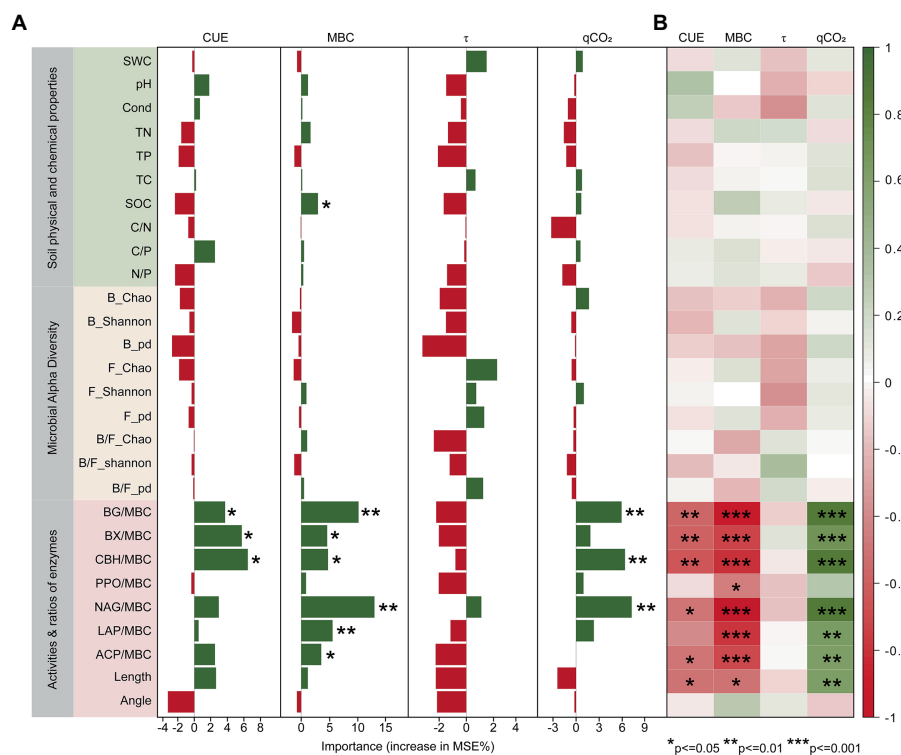 A
B
CUE MBC τ qCO₂
CUE MBC τ qCO₂
Soil physical and chemical properties
SWC
pH
Cond
TN
TP
TC
SOC *
C/N
C/P
N/P
Microbial Alpha Diversity
B_Chao
B_Shannon
B_pd
F_Chao
F_Shannon
F_pd
B/F_Chao
B/F_shannon
B/F_pd
Activities & ratios of enzymes
BG/MBC * ** ** ** *** ***
BX/MBC * * ** *** ***
CBH/MBC * * ** ** *** ***
PPO/MBC *
NAG/MBC ** ** * *** ***
LAP/MBC ** *** **
ACP/MBC * * *** **
Length * * **
Angle
-4 0 4 8
0 5 10 15
-2 0 2 4
-6 -3 0 3 6 9
Importance (increase in MSE%)
1
0.8
0.6
0.4
0.2
0
-0.
-0.
-0.
-0.
-1
*p<=0.05 **p<=0.01 ***p<=0.001